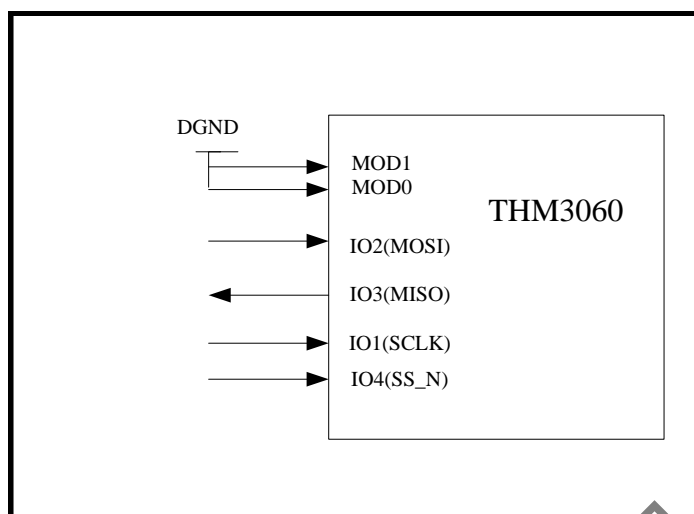 DGND
MOD1
MOD0
THM3060
IO2(MOSI)
IO3(MISO)
IO1(SCLK)
IO4(SS_N)